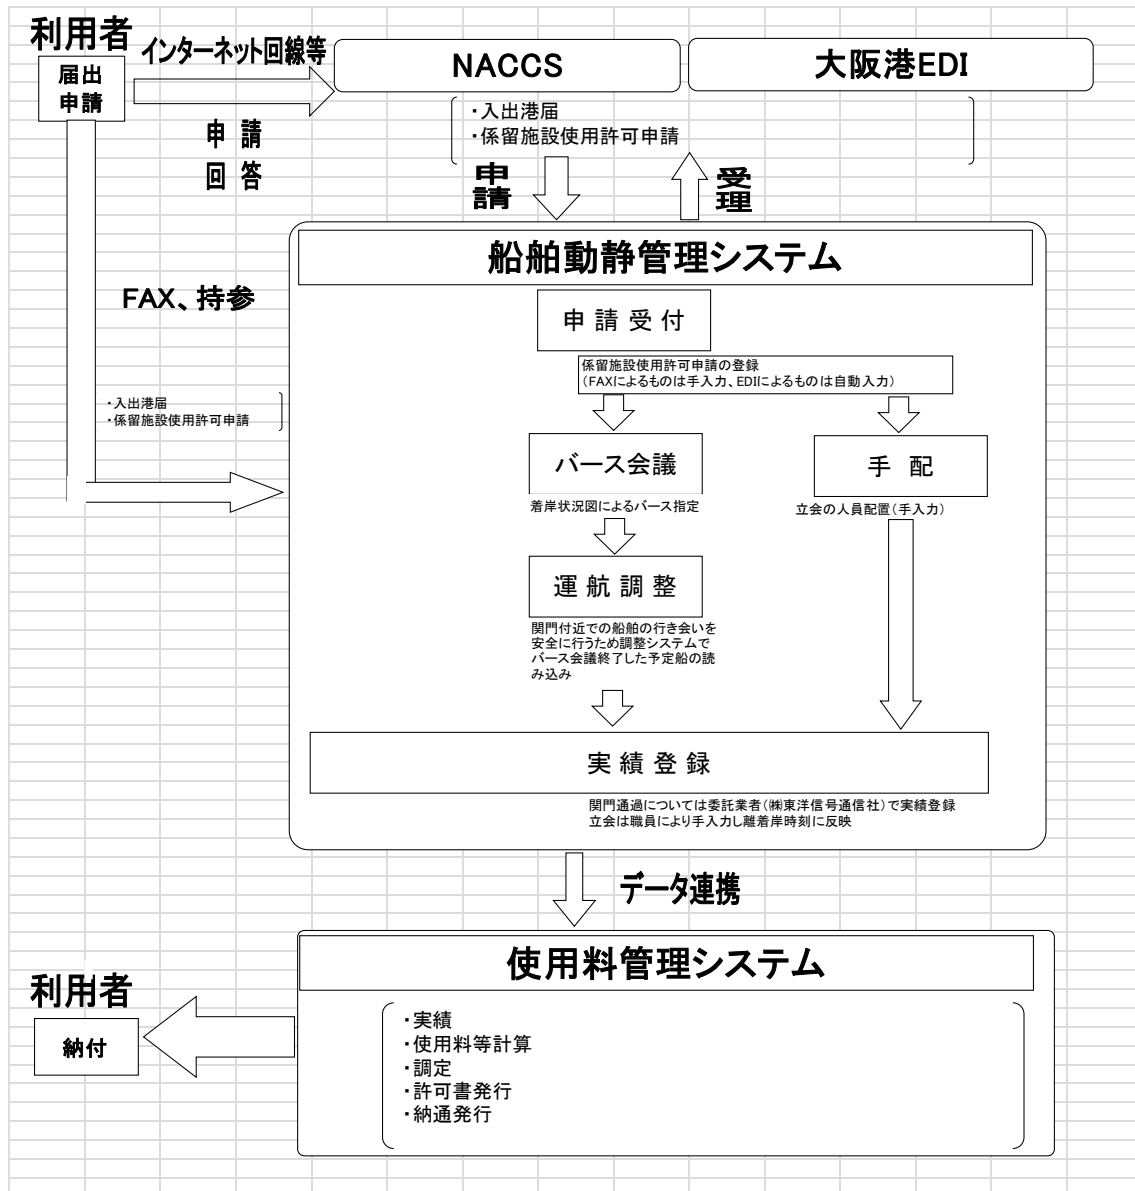 利用者
届出
申請
インターネット回線等
NACCS
大阪港EDI
申 請
回 答
・入出港届
・係留施設使用許可申請
申請
受理
船舶動静管理システム
FAX、持参
・入出港届
・係留施設使用許可申請
申 請 受 付
係留施設使用許可申請の登録
(FAXによるものは手入力、EDIによるものは自動入力)
バース会議
着岸状況図によるバース指定
手 配
立会の人員配置(手入力)
運 航 調 整
関門付近での船舶の行き会いを
安全に行うため調整システムで
バース会議終了した予定船の読
み込み
実 績 登 録
関門通過については委託業者(㈱東洋信号通信社)で実績登録
立会は職員により手入力し離着岸時刻に反映
データ連携
使用料管理システム
利用者
納付
・実績
・使用料等計算
・調定
・許可書発行
・納通発行